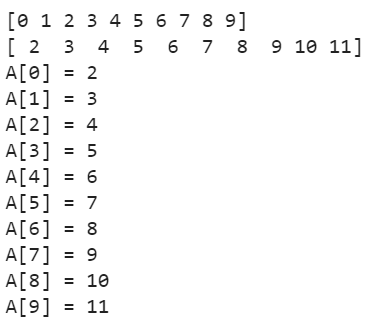 [0 1 2 3 4 5 6 7 8 9]
[ 2  3  4  5  6  7  8  9 10 11]
A[0] = 2
A[1] = 3
A[2] = 4
A[3] = 5
A[4] = 6
A[5] = 7
A[6] = 8
A[7] = 9
A[8] = 10
A[9] = 11